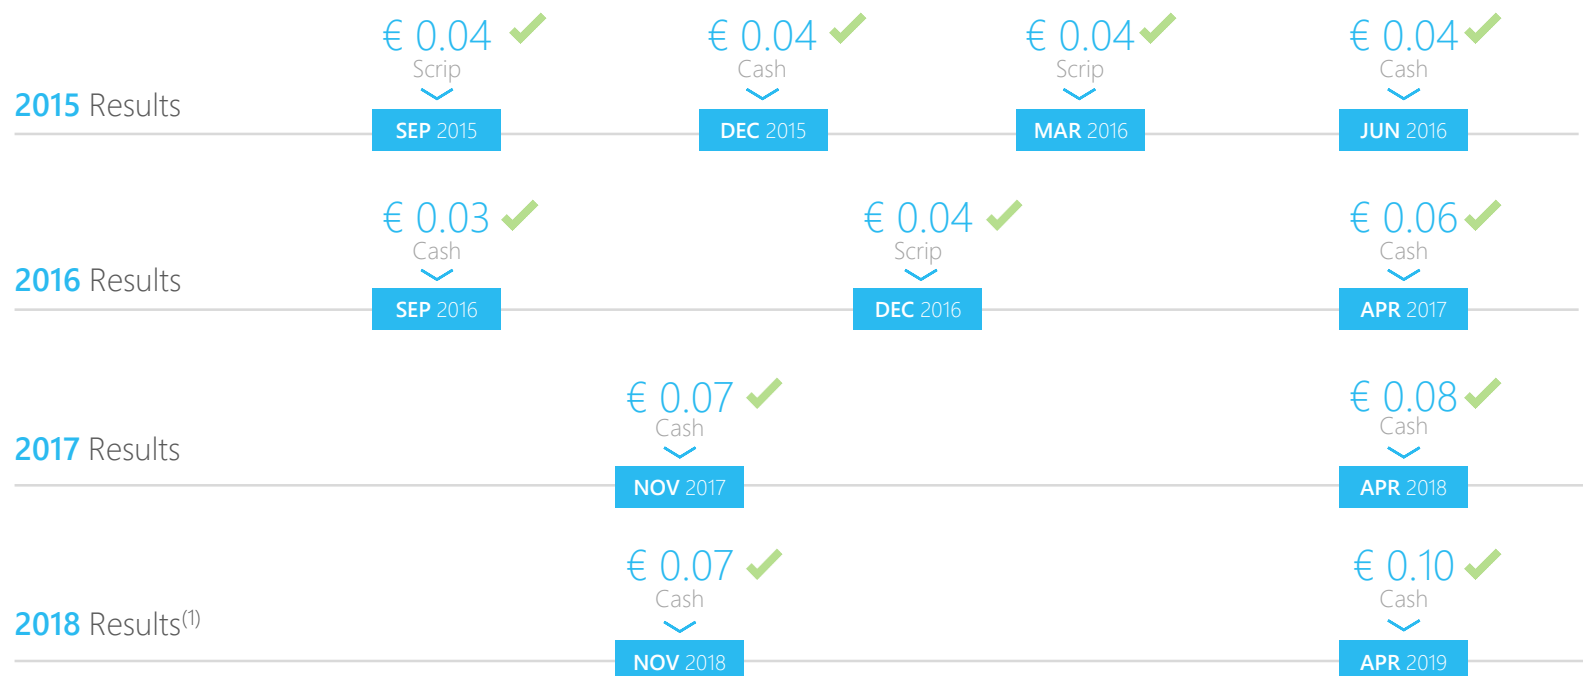 € 0.04 € 0.04 € 0.04 € 0.04
Scrip Cash Scrip Cash
2015 Results
SEP 2015 DEC 2015 MAR 2016 JUN 2016
€ 0.03 € 0.04 € 0.06
Cash Scrip Cash
2016 Results
SEP 2016 DEC 2016 APR 2017
€ 0.07 € 0.08
Cash Cash
2017 Results
NOV 2017 APR 2018
€ 0.07 € 0.10
Cash Cash
2018 Results(1)
NOV 2018 APR 2019